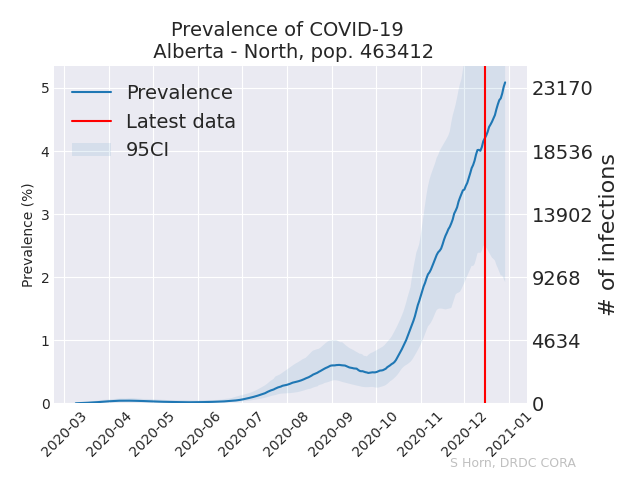 Prevalence of COVID-19
Alberta - North, pop. 463412
Prevalence
Latest data
95CI
Prevalence (%)
5
4
3
2
1
0
23170
18536
13902
9268
4634
0
# of infections
2020-03
2020-04
2020-05
2020-06
2020-07
2020-08
2020-09
2020-10
2020-11
2020-12
2021-01
S Horn, DRDC CORA